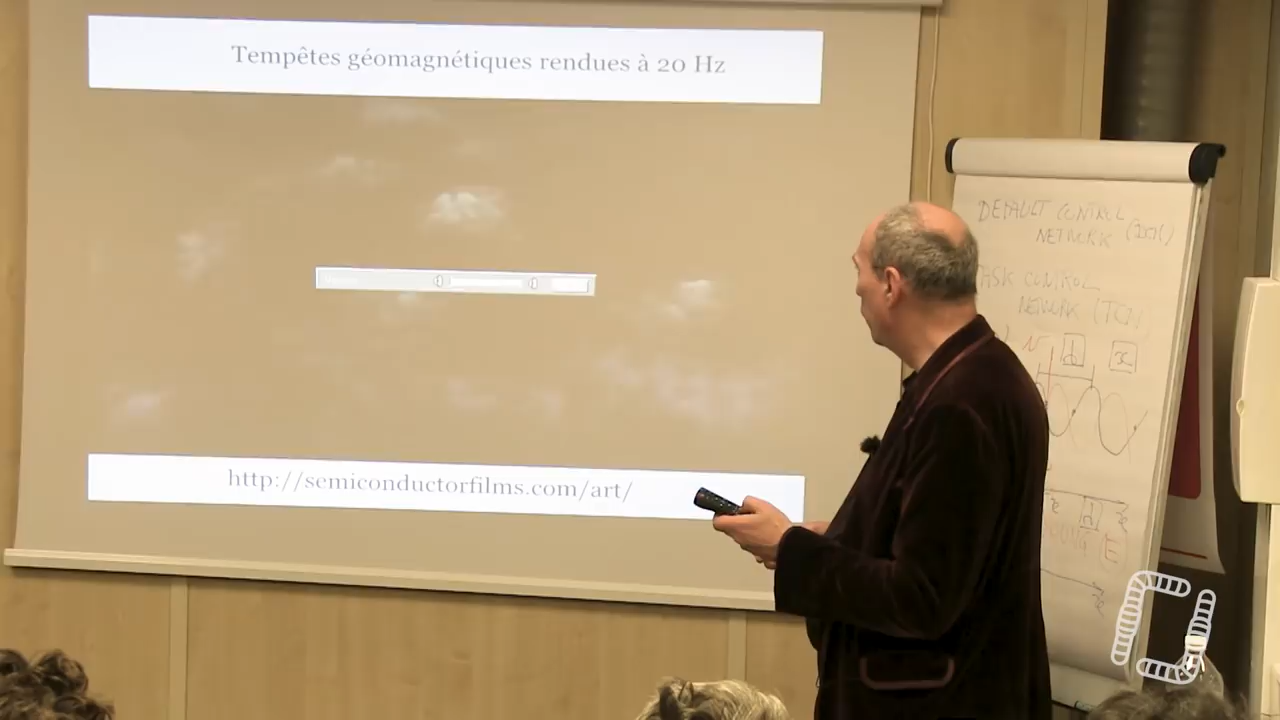 Tempêtes géomagnétiques rendues à 20 Hz
http://semiconductorfilms.com/art/
DEFAULT CONTROL
NETWORK
TASK CONTROL
NETWORK (TCN)